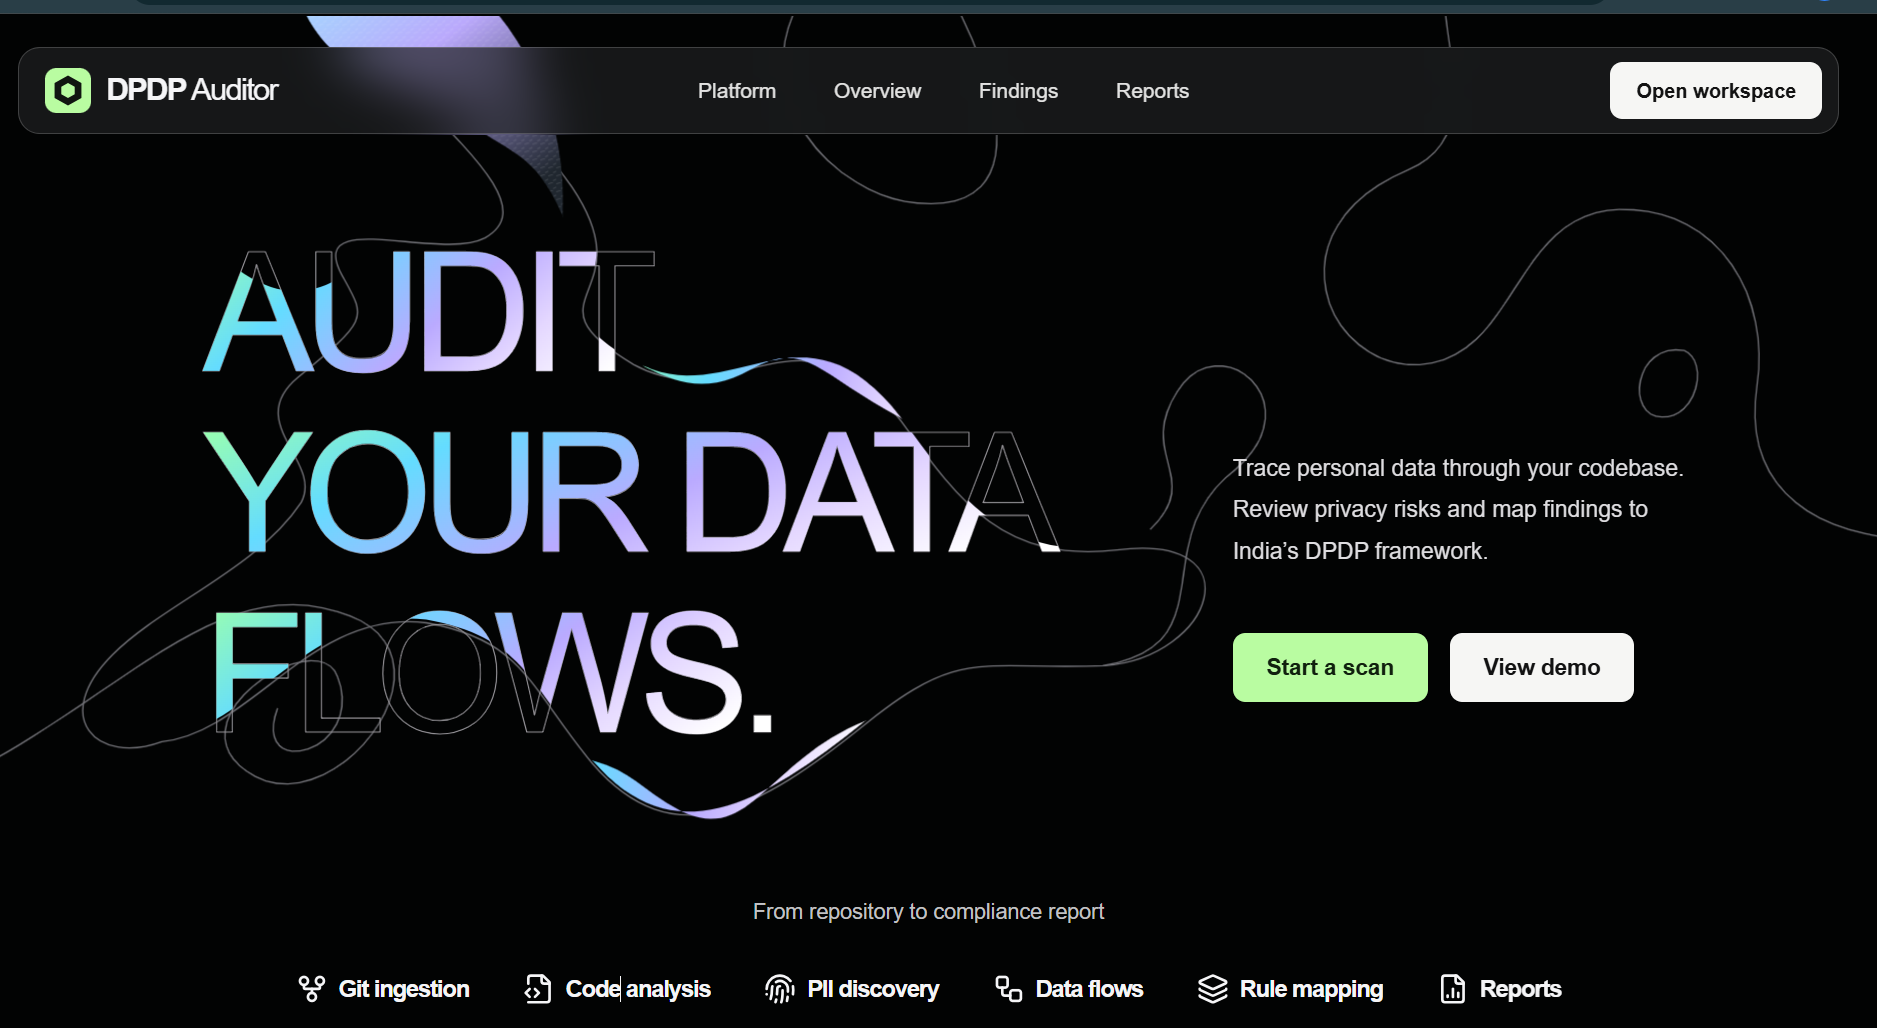 DPDP Auditor
Platform
Overview
Findings
Reports
Open workspace
AUDIT
YOUR DATA
FLOWS.
Trace personal data through your codebase.
Review privacy risks and map findings to
India’s DPDP framework.
Start a scan
View demo
From repository to compliance report
Git ingestion
Code analysis
PII discovery
Data flows
Rule mapping
Reports